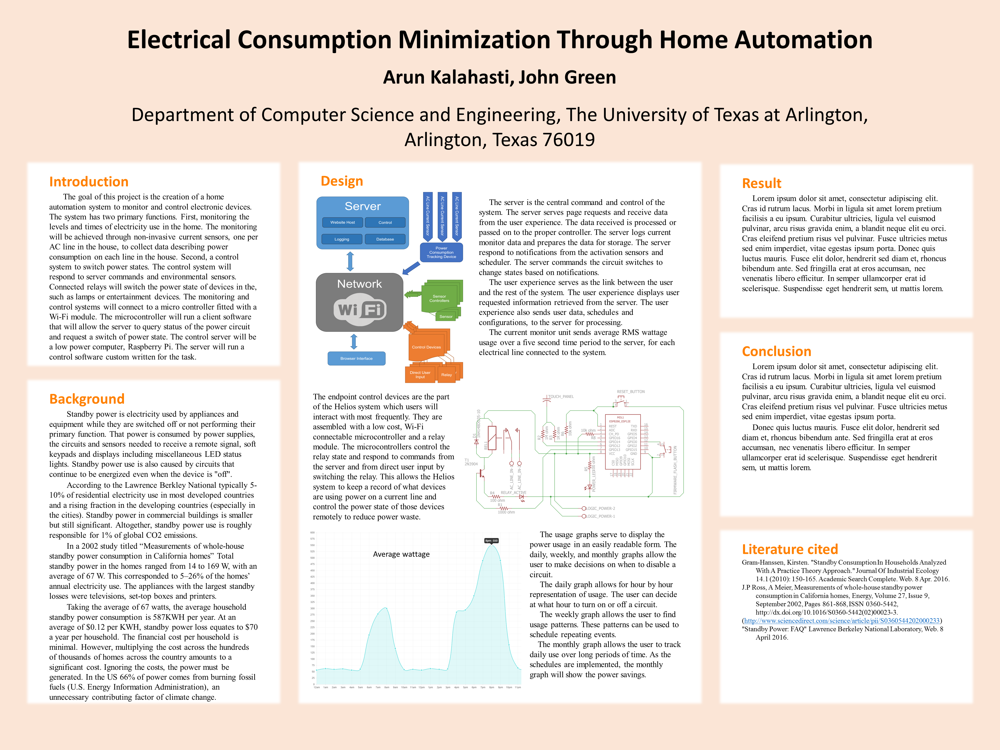 Electrical Consumption Minimization Through Home Automation
Arun Kalahasti, John Green
Department of Computer Science and Engineering, The University of Texas at Arlington,
Arlington, Texas 76019
Introduction
The goal of this project is the creation of a home
automation system to monitor and control electronic devices.
The system has two primary functions. First, monitoring the
levels and times of electricity use in the home. The monitoring
will be achieved through non-invasive current sensors, one per
AC line in the house, to collect data describing power
consumption on each line in the house. Second, a control
system to switch power states. The control system will
respond to server commands and environmental sensors.
Connected relays will switch the power state of devices in the,
such as lamps or entertainment devices. The monitoring and
control systems will connect to a micro controller fitted with a
Wi-Fi module. The microcontroller will run a client software
that will allow the server to query status of the power circuit
and request a switch of power state. The control server will be
a low power computer, Raspberry Pi. The server will run a
control software custom written for the task.
Background
Standby power is electricity used by appliances and
equipment while they are switched off or not performing their
primary function. That power is consumed by power supplies,
the circuits and sensors needed to receive a remote signal, soft
keypads and displays including miscellaneous LED status
lights. Standby power use is also caused by circuits that
continue to be energized even when the device is "off".
According to the Lawrence Berkley National typically 5-
10% of residential electricity use in most developed countries
and a rising fraction in the developing countries (especially in
the cities). Standby power in commercial buildings is smaller
but still significant. Altogether, standby power use is roughly
responsible for 1% of global CO2 emissions.
In a 2002 study titled “Measurements of whole-house
standby power consumption in California homes” Total
standby power in the homes ranged from 14 to 169 W, with an
average of 67 W. This corresponded to 5–26% of the homes’
annual electricity use. The appliances with the largest standby
losses were televisions, set-top boxes and printers.
Taking the average of 67 watts, the average household
standby power consumption is 587KWH per year. At an
average of $0.12 per KWH, standby power loss equates to $70
a year per household. The financial cost per household is
minimal. However, multiplying the cost across the hundreds
of thousands of homes across the country amounts to a
significant cost. Ignoring the costs, the power must be
generated. In the US 66% of power comes from burning fossil
fuels (U.S. Energy Information Administration), an
unnecessary contributing factor of climate change.
Design
Server
Website Host
Control
Logging
Database
AC Line Current Sensor
AC Line Current Sensor
AC Line Current Sensor
Power
Consumption
Tracking Device
Network
Wi Fi
Sensor
Controllers
Sensor
Control Devices
Browser Interface
Direct User
Input
Relay
The server is the central command and control of the
system. The server serves page requests and receive data
from the user experience. The data received is processed or
passed on to the proper controller. The server logs current
monitor data and prepares the data for storage. The server
respond to notifications from the activation sensors and
scheduler. The server commands the circuit switches to
change states based on notifications.
The user experience serves as the link between the user
and the rest of the system. The user experience displays user
requested information retrieved from the server. The user
experience also sends user data, schedules and
configurations, to the server for processing.
The current monitor unit sends average RMS wattage
usage over a five second time period to the server, for each
electrical line connected to the system.
The endpoint control devices are the part
of the Helios system which users will
interact with most frequently. They are
assembled with a low cost, Wi-Fi
connectable microcontroller and a relay
module. The microcontrollers control the
relay state and respond to commands from
the server and from direct user input by
switching the relay. This allows the Helios
system to keep a record of what devices
are using power on a current line and
control the power state of those devices
remotely to reduce power waste.
RESET_BUTTON
3 1
4 2
TOUCH_PANEL
D1
1N4148DO35-10
REL1
T1
2N3904
AC_LINE_IN-1
AC_LINE_IN-2
R2
1M ohm
R3
1K ohm
R6
10k ohm
10k ohm
R8
MDL1
ESP8266_ESP12E
1 REST TXD 16
2 ADC RXD 15
3 CH_PD GPIO5 14
4 GPIO16 GPIO4 13
5 GPIO14 GPIO0 12
6 GPIO12 GPIO2 11
7 GPIO13 GPIO15 10
8 VCC GND 9
CS0 MISO GPIO9 GPIO10 MOSI SCLK
17 18 19 20 21 22
R5
100 ohm
POWER_LED
FIRMWARE_FLASH_BUTTON
R4
100 ohm
RELAY_ACTIVE
R1
1000 ohm
LOGIC_POWER-2
LOGIC_POWER-1
Average wattage
8pm: 550
600
575
550
525
500
475
450
425
400
375
350
325
300
275
250
225
200
175
150
125
100
75
50
25
0
12am 1am 2am 3am 4am 5am 6am 7am 8am 9am 10am 11am 12pm 1pm 2pm 3pm 4pm 5pm 6pm 7pm 8pm 9pm 10pm 11pm
The usage graphs serve to display the
power usage in an easily readable form. The
daily, weekly, and monthly graphs allow the
user to make decisions on when to disable a
circuit.
The daily graph allows for hour by hour
representation of usage. The user can decide
at what hour to turn on or off a circuit.
The weekly graph allows the user to find
usage patterns. These patterns can be used to
schedule repeating events.
The monthly graph allows the user to track
daily use over long periods of time. As the
schedules are implemented, the monthly
graph will show the power savings.
Result
Lorem ipsum dolor sit amet, consectetur adipiscing elit.
Cras id rutrum lacus. Morbi in ligula sit amet lorem pretium
facilisis a eu ipsum. Curabitur ultricies, ligula vel euismod
pulvinar, arcu risus gravida enim, a blandit neque elit eu orci.
Cras eleifend pretium risus vel pulvinar. Fusce ultricies metus
sed enim imperdiet, vitae egestas ipsum porta. Donec quis
luctus mauris. Fusce elit dolor, hendrerit sed diam et, rhoncus
bibendum ante. Sed fringilla erat at eros accumsan, nec
venenatis libero efficitur. In semper ullamcorper erat id
scelerisque. Suspendisse eget hendrerit sem, ut mattis lorem.
Conclusion
Lorem ipsum dolor sit amet, consectetur adipiscing elit.
Cras id rutrum lacus. Morbi in ligula sit amet lorem pretium
facilisis a eu ipsum. Curabitur ultricies, ligula vel euismod
pulvinar, arcu risus gravida enim, a blandit neque elit eu orci.
Cras eleifend pretium risus vel pulvinar. Fusce ultricies metus
sed enim imperdiet, vitae egestas ipsum porta.
Donec quis luctus mauris. Fusce elit dolor, hendrerit sed
diam et, rhoncus bibendum ante. Sed fringilla erat at eros
accumsan, nec venenatis libero efficitur. In semper
ullamcorper erat id scelerisque. Suspendisse eget hendrerit
sem, ut mattis lorem.
Literature cited
Gram-Hanssen, Kirsten. "Standby Consumption In Households Analyzed
With A Practice Theory Approach." Journal Of Industrial Ecology
14.1 (2010): 150-165. Academic Search Complete. Web. 8 Apr. 2016.
J.P Ross, A Meier, Measurements of whole-house standby power
consumption in California homes, Energy, Volume 27, Issue 9,
September 2002, Pages 861-868, ISSN 0360-5442,
http://dx.doi.org/10.1016/S0360-5442(02)00023-3.
(http://www.sciencedirect.com/science/article/pii/S0360544202000233)
"Standby Power: FAQ" Lawrence Berkeley National Laboratory, Web. 8
April 2016.